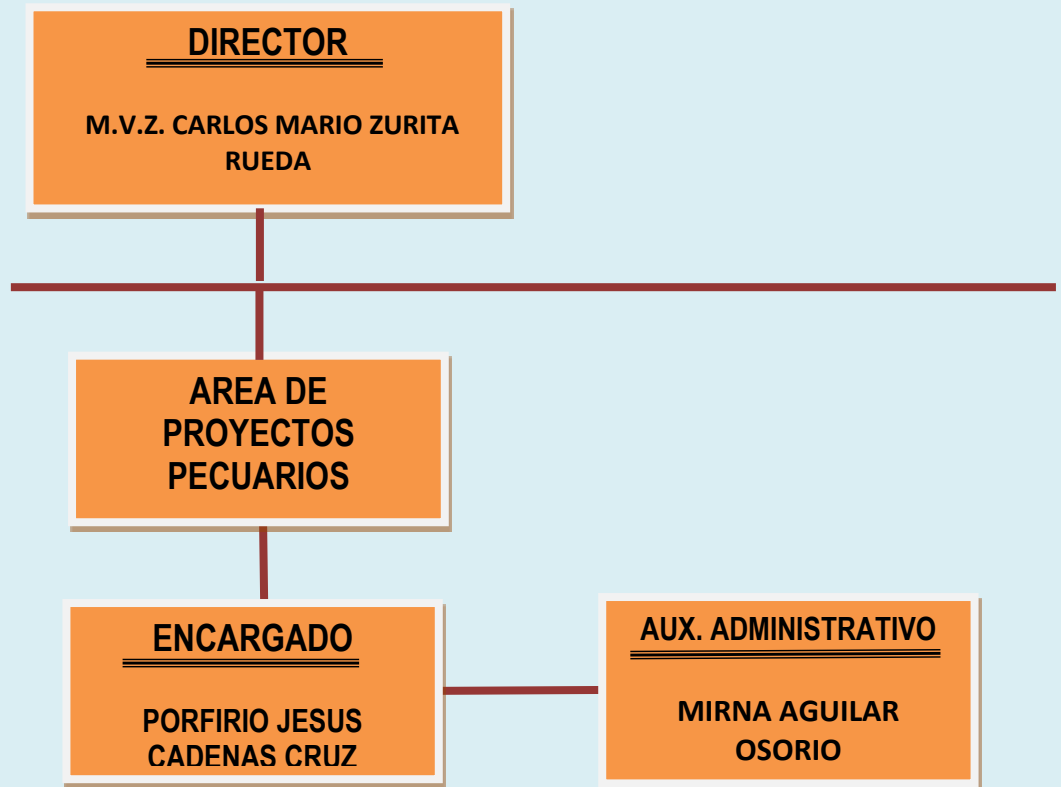 DIRECTOR
M.V.Z. CARLOS MARIO ZURITA
RUEDA
AREA DE
PROYECTOS
PECUARIOS
ENCARGADO
PORFIRIO JESUS
CADENAS CRUZ
AUX. ADMINISTRATIVO
MIRNA AGUILAR
OSORIO